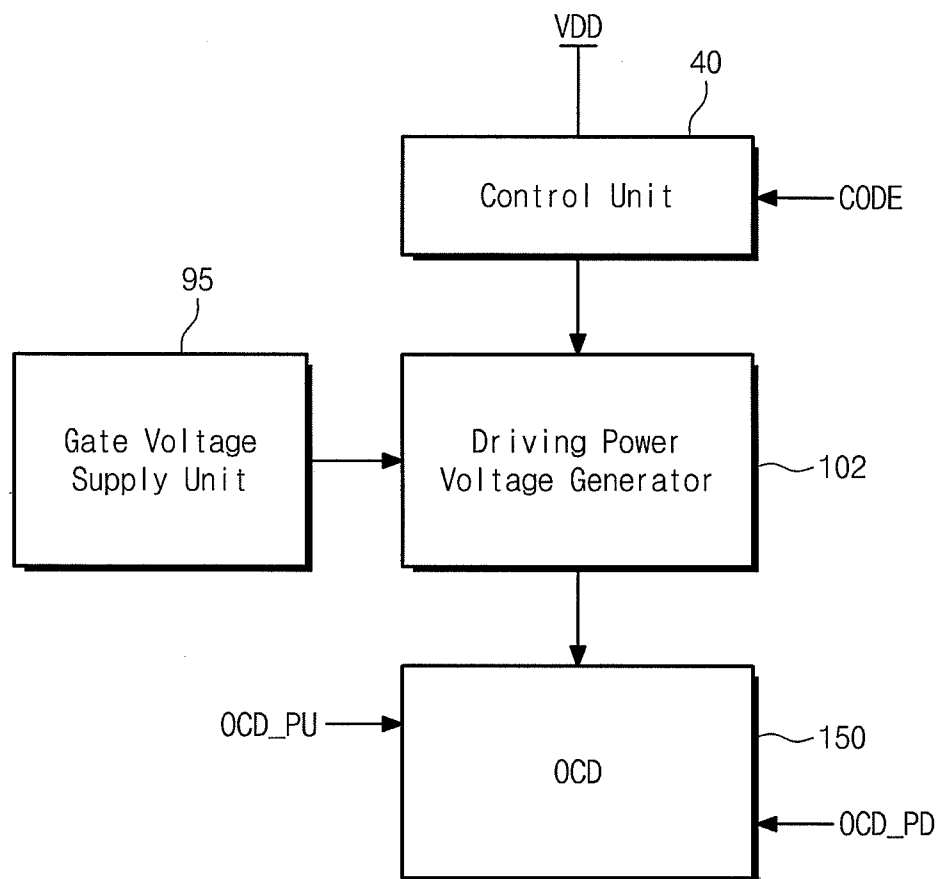 VDD
40
Control Unit
CODE
95
Gate Voltage
Supply Unit
Driving Power
Voltage Generator
102
OCD_PU
OCD
150
OCD_PD